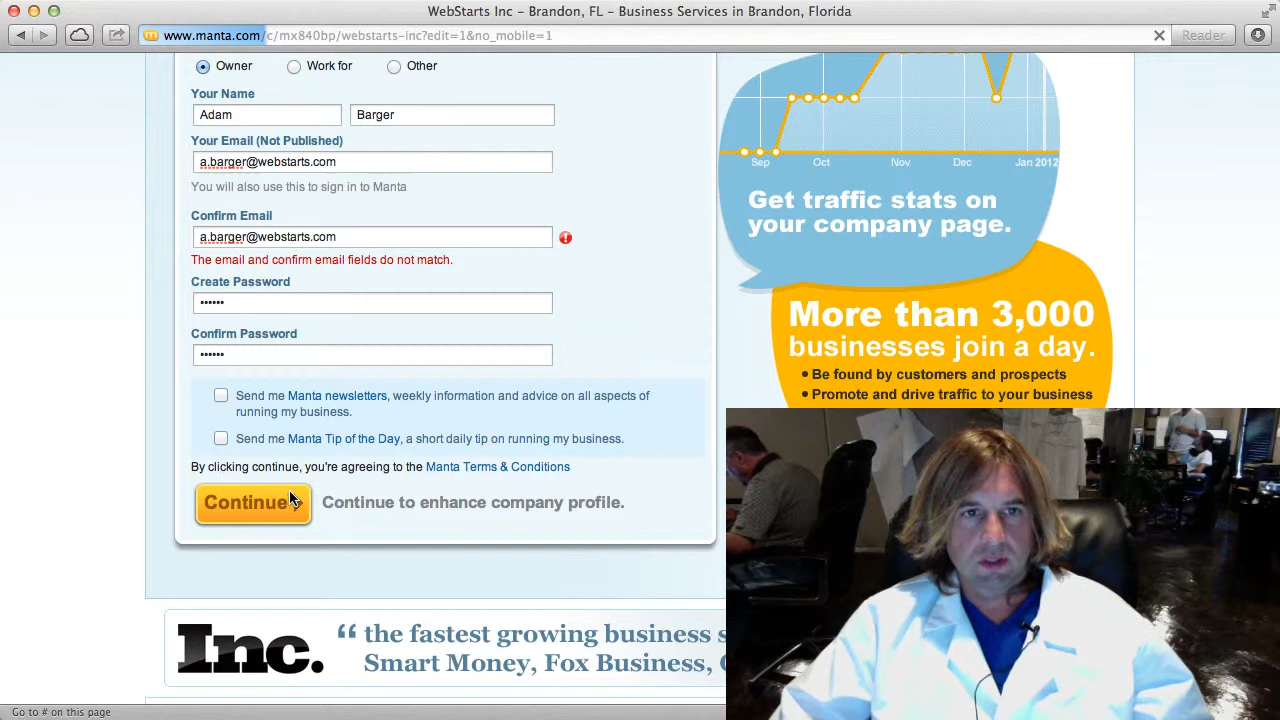 WebStarts Inc – Brandon, FL – Business Services in Brandon, Florida
www.manta.com/c/mx840bp/webstarts-inc?edit=1&no_mobile=1
Reader
Owner Work for Other
Your Name
Adam Barger
Your Email (Not Published)
a.barger@webstarts.com
You will also use this to sign in to Manta
Confirm Email
a.barger@webstarts.com
The email and confirm email fields do not match.
Create Password
••••••
Confirm Password
••••••
Send me Manta newsletters, weekly information and advice on all aspects of
running my business.
Send me Manta Tip of the Day, a short daily tip on running my business.
By clicking continue, you're agreeing to the Manta Terms & Conditions
Continue Continue to enhance company profile.
Sep Oct Nov Dec Jan 2012
Get traffic stats on
your company page.
More than 3,000
businesses join a day.
• Be found by customers and prospects
• Promote and drive traffic to your business
Inc.
“ the fastest growing business
Smart Money, Fox Business,
Go to # on this page